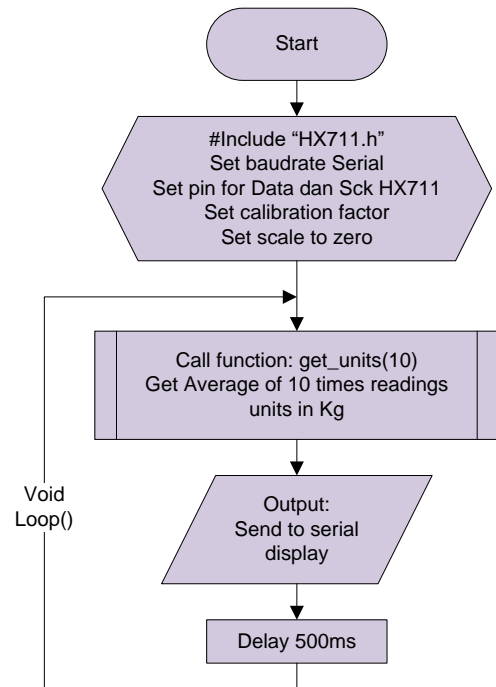 Start
#Include “HX711.h”
Set baudrate Serial
Set pin for Data dan Sck HX711
Set calibration factor
Set scale to zero
Call function: get_units(10)
Get Average of 10 times readings
units in Kg
Void
Loop()
Output:
Send to serial
display
Delay 500ms